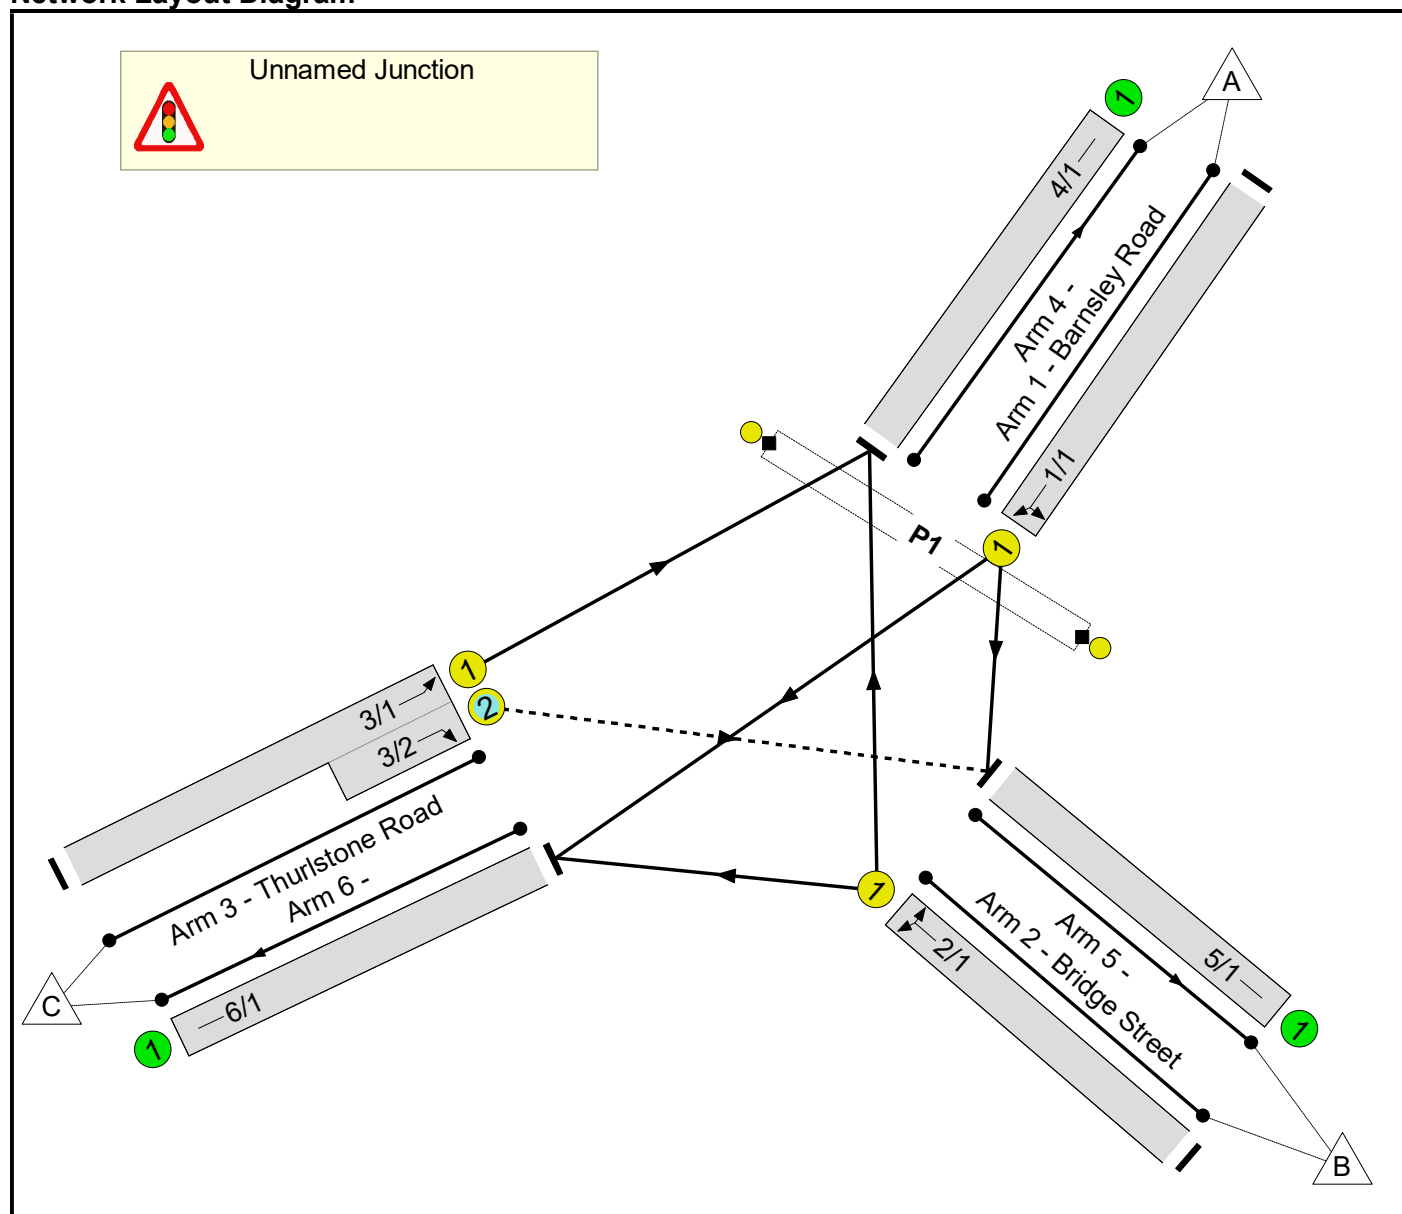 Network Layout Diagram
Unnamed Junction
A
1
4/1
Arm 4 -
Arm 1 - Barnsley Road
1/1
P1
1
1
3/1
2
3/2
Arm 3 - Thurlstone Road
Arm 6 -
6/1
C
1
1
2/1
Arm 5 -
Arm 2 - Bridge Street
5/1
1
B